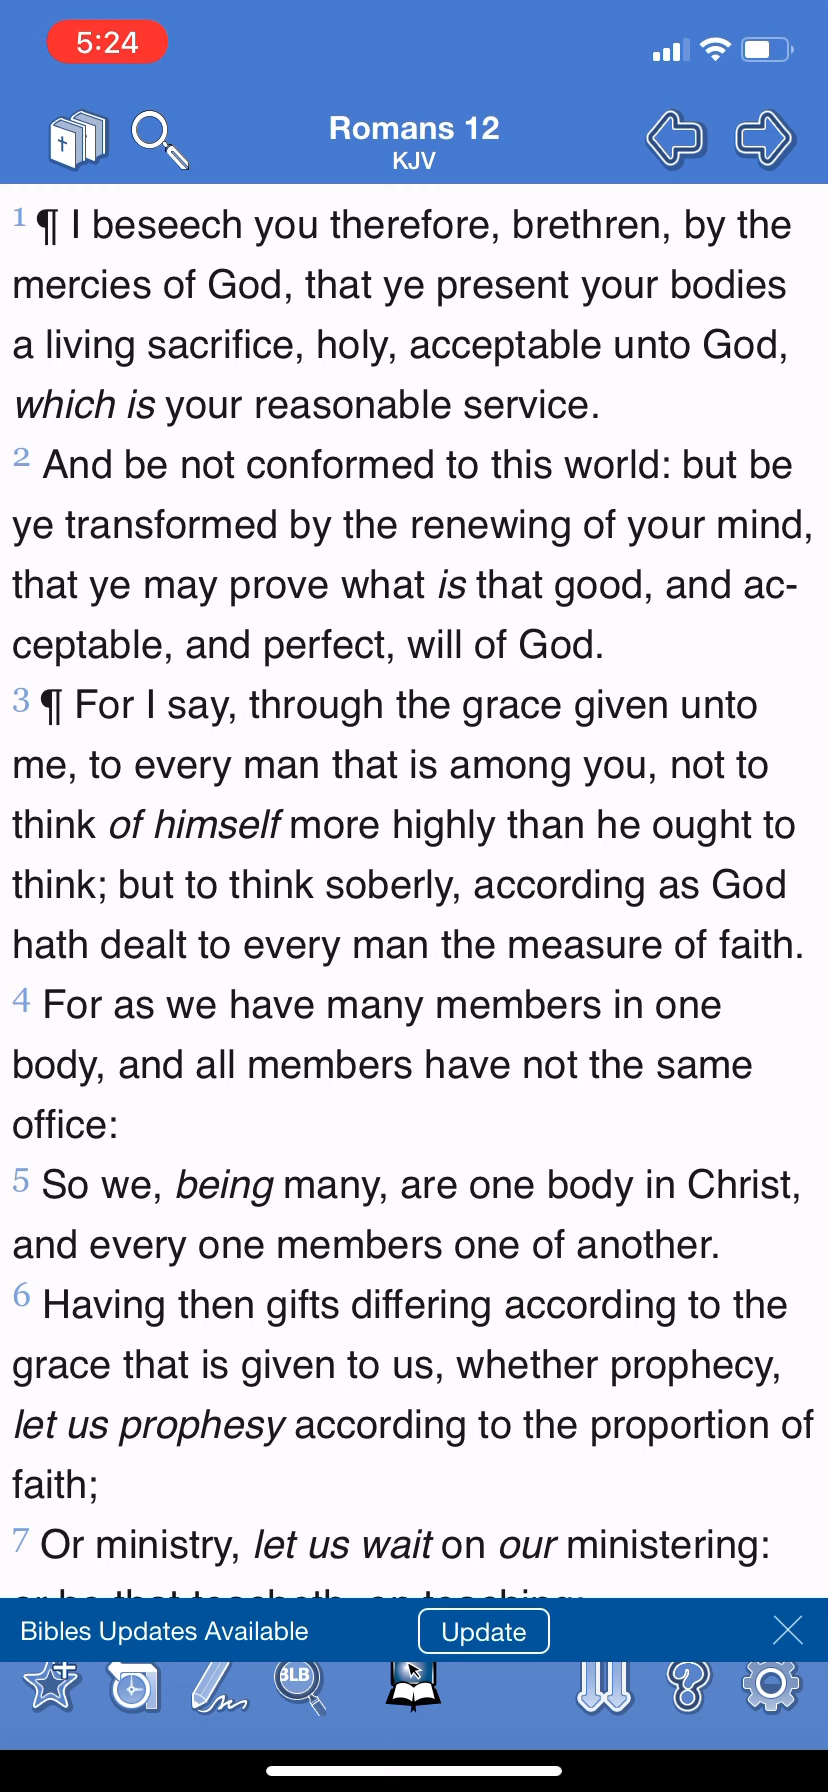 5:24
Romans 12
KJV
1 ¶ I beseech you therefore, brethren, by the
mercies of God, that ye present your bodies
a living sacrifice, holy, acceptable unto God,
which is your reasonable service.
2 And be not conformed to this world: but be
ye transformed by the renewing of your mind,
that ye may prove what is that good, and ac-
ceptable, and perfect, will of God.
3 ¶ For I say, through the grace given unto
me, to every man that is among you, not to
think of himself more highly than he ought to
think; but to think soberly, according as God
hath dealt to every man the measure of faith.
4 For as we have many members in one
body, and all members have not the same
office:
5 So we, being many, are one body in Christ,
and every one members one of another.
6 Having then gifts differing according to the
grace that is given to us, whether prophecy,
let us prophesy according to the proportion of
faith;
7 Or ministry, let us wait on our ministering:
or he that teacheth, on teaching;
Bibles Updates Available
Update
BLB